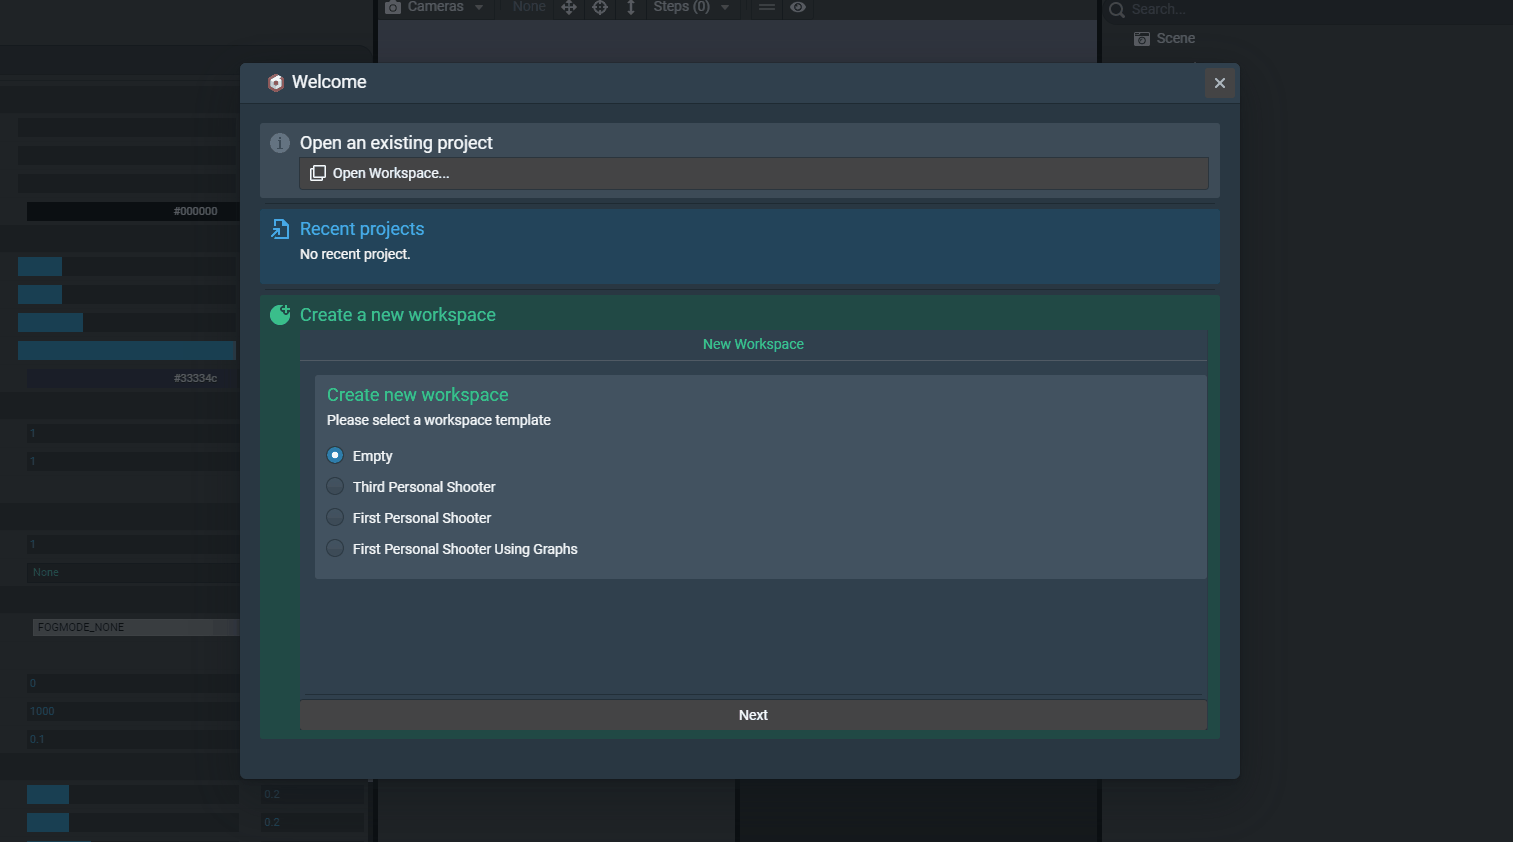 Cameras None Steps (0) Search...
Scene
Welcome
Open an existing project
Open Workspace...
#000000
Recent projects
No recent project.
Create a new workspace
New Workspace
#33334c
Create new workspace
Please select a workspace template
1
Empty
1
Third Personal Shooter
First Personal Shooter
1
First Personal Shooter Using Graphs
None
FOGMODE_NONE
0
1000
Next
0.1
0.2
0.2